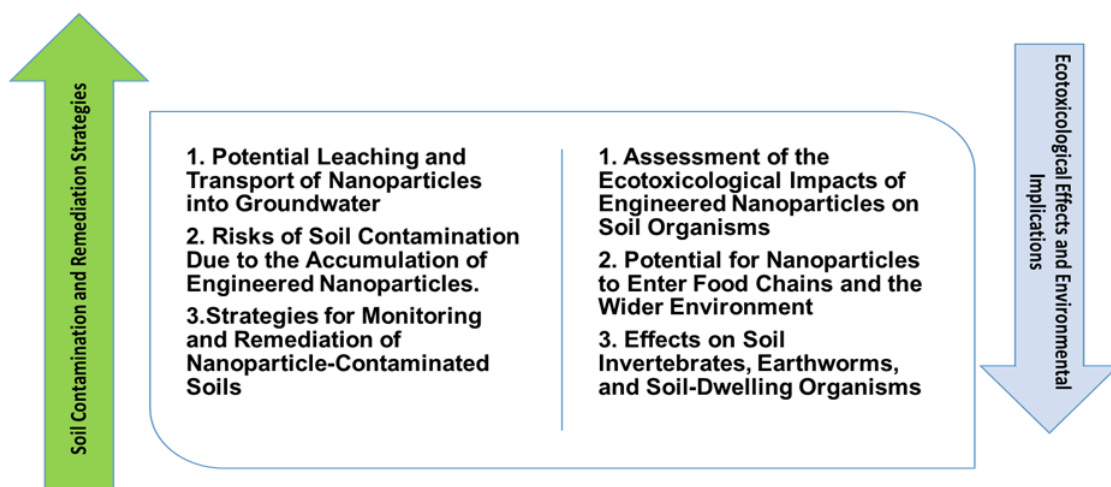 Soil Contamination and Remediation Strategies
1. Potential Leaching and
Transport of Nanoparticles
into Groundwater
2. Risks of Soil Contamination
Due to the Accumulation of
Engineered Nanoparticles.
3.Strategies for Monitoring
and Remediation of
Nanoparticle-Contaminated
Soils
1. Assessment of the
Ecotoxicological Impacts of
Engineered Nanoparticles on
Soil Organisms
2. Potential for Nanoparticles
to Enter Food Chains and the
Wider Environment
3. Effects on Soil
Invertebrates, Earthworms,
and Soil-Dwelling Organisms
Ecotoxicological Effects and Environmental
Implications